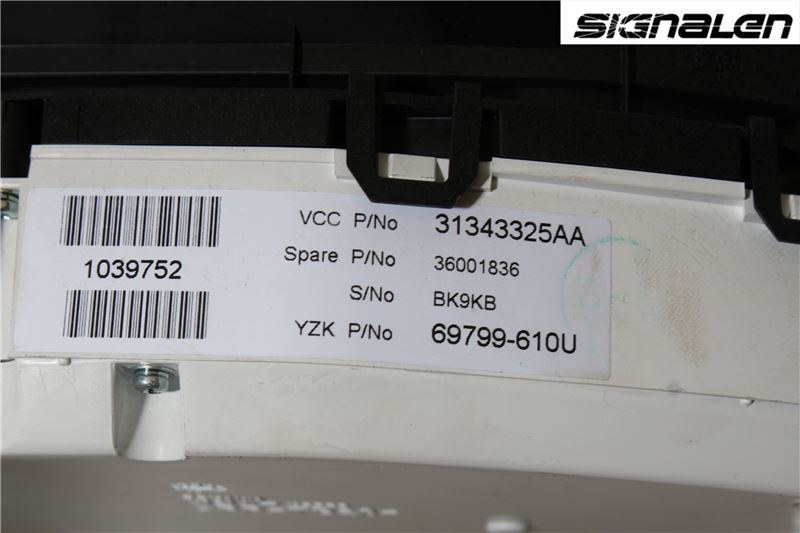 SIGNALEN
VCC P/No 31343325AA
1039752
Spare P/No 36001836
S/No BK9KB
YZK P/No 69799-610U